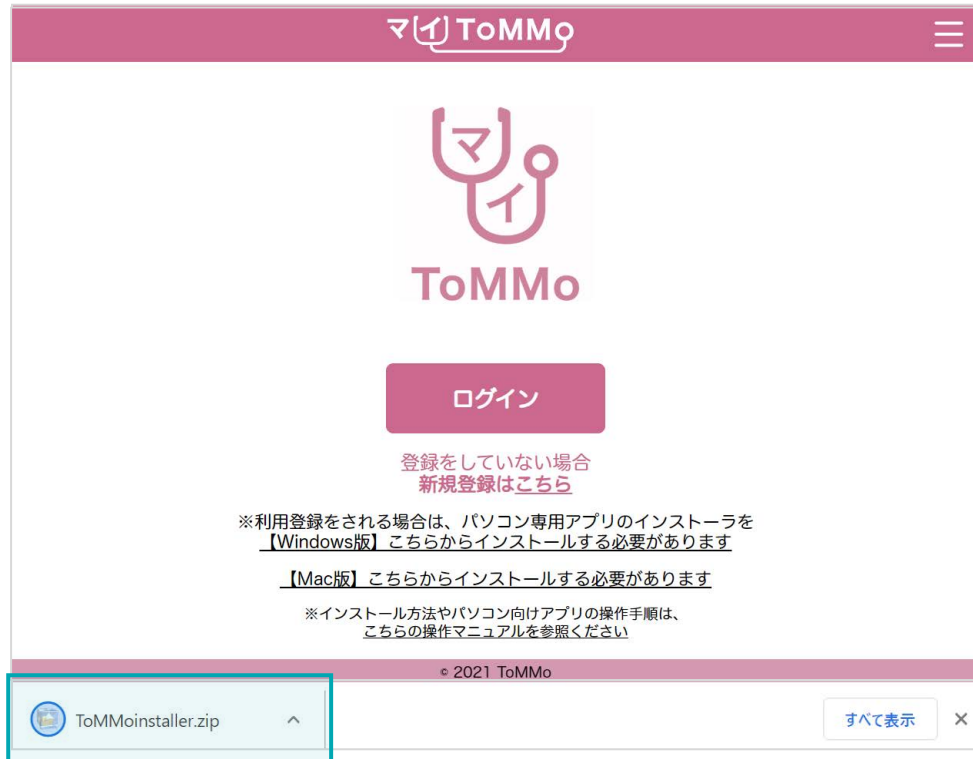 マイ ToMMo
マイ
ToMMo
ログイン
登録をしていない場合
新規登録はこちら
※利用登録をされる場合は、パソコン専用アプリのインストーラを
【Windows版】こちらからインストールする必要があります
【Mac版】こちらからインストールする必要があります
※インストール方法やパソコン向けアプリの操作手順は、
こちらの操作マニュアルを参照ください
© 2021 ToMMo
ToMMoinstaller.zip
すべて表示